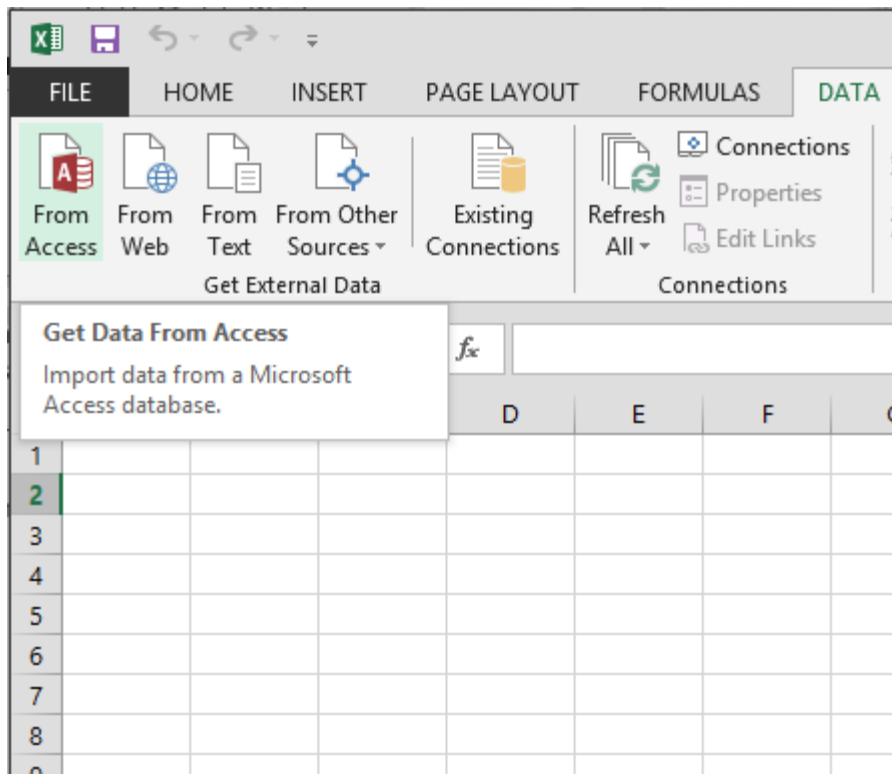 FILE HOME INSERT PAGE LAYOUT FORMULAS DATA
From Access
From Web
From Text
From Other Sources
Existing Connections
Get External Data
Refresh All
Connections
Properties
Edit Links
Connections
Get Data From Access
Import data from a Microsoft
Access database.
fx
D E F
1
2
3
4
5
6
7
8